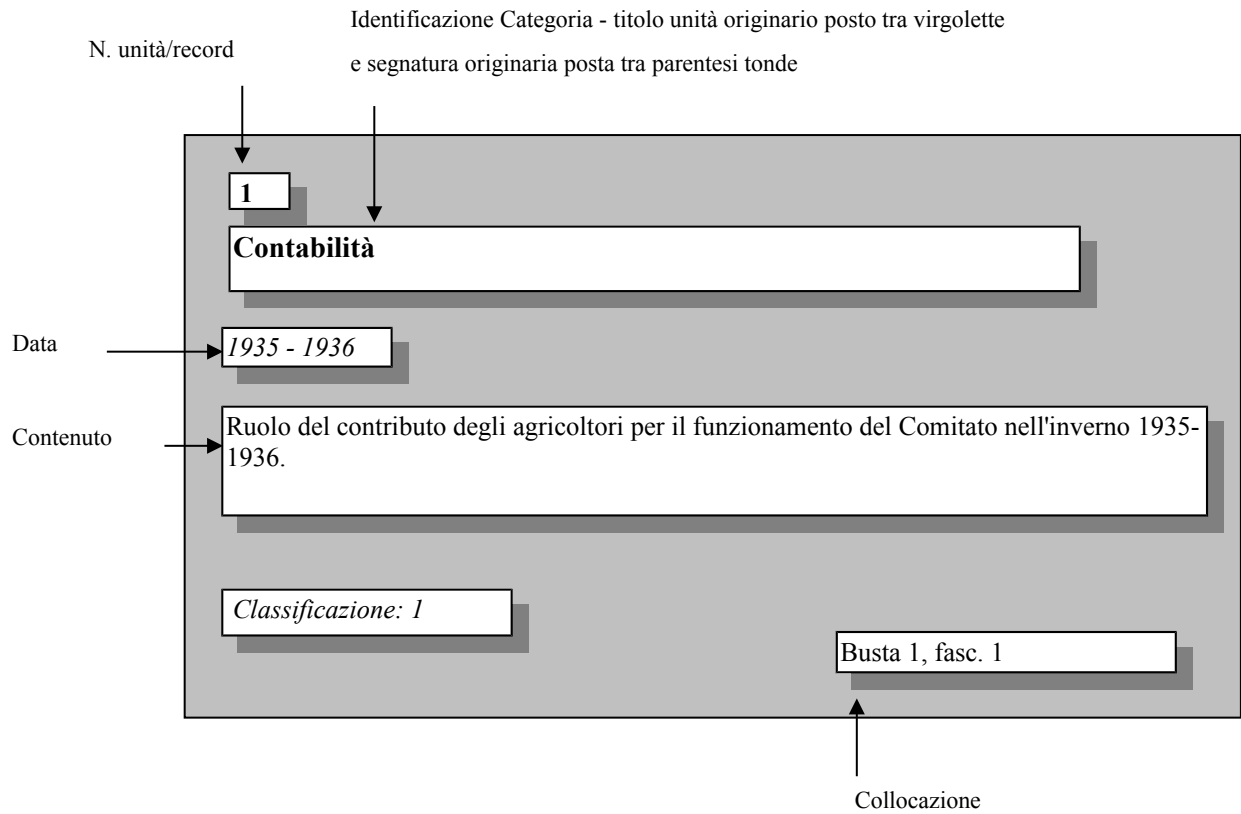 Identificazione Categoria - titolo unità originario posto tra virgolette
N. unità/record
e segnatura originaria posta tra parentesi tonde
1
Contabilità
Data
1935 - 1936
Contenuto
Ruolo del contributo degli agricoltori per il funzionamento del Comitato nell'inverno 1935-
1936.
Classificazione: 1
Busta 1, fasc. 1
Collocazione